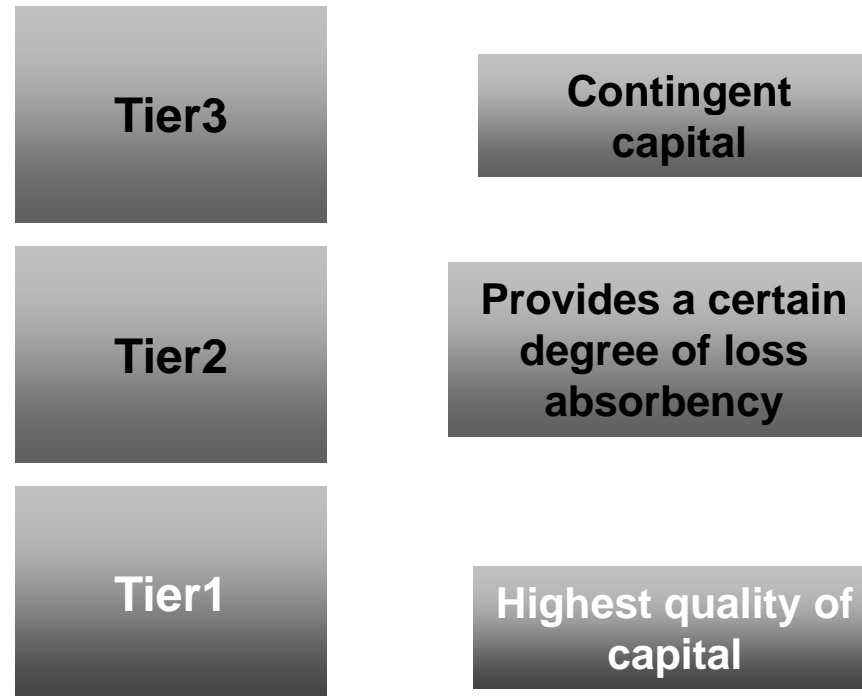 Tier3
Contingent
capital
Tier2
Provides a certain
degree of loss
absorbency
Tier1
Highest quality of
capital